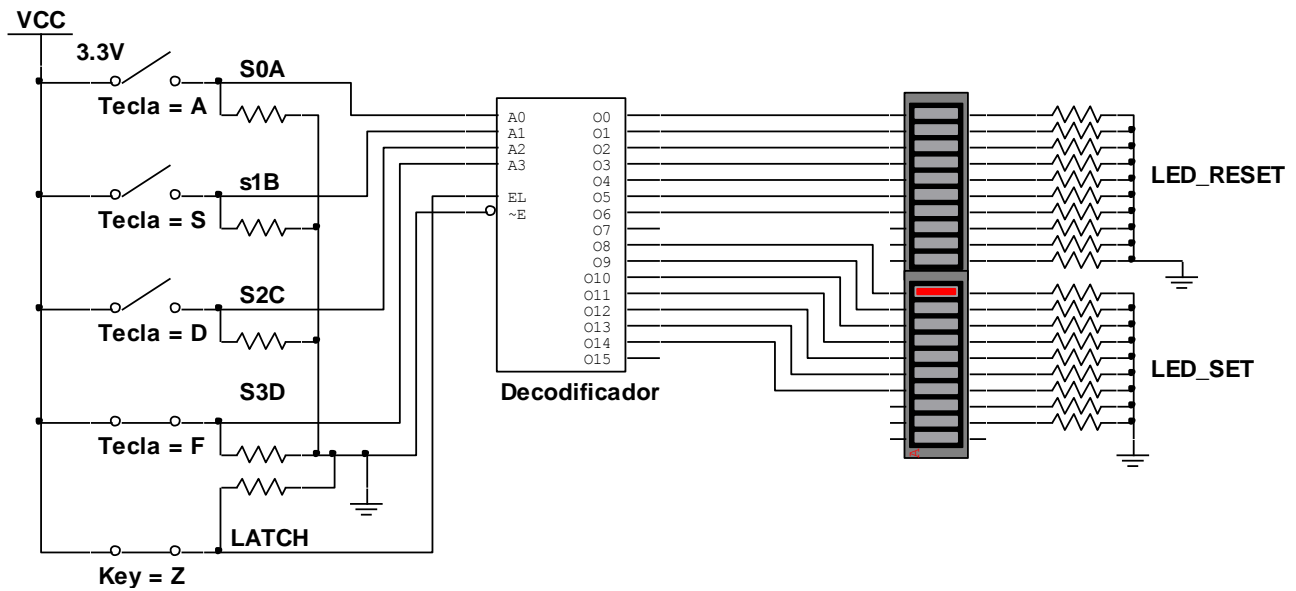 VCC
3.3V
S0A
Tecla = A
s1B
Tecla = S
S2C
Tecla = D
S3D
Tecla = F
LATCH
Key = Z
A0
A1
A2
A3
EL
~E
O0
O1
O2
O3
O4
O5
O6
O7
O8
O9
O10
O11
O12
O13
O14
O15
Decodificador
A
LED_RESET
LED_SET